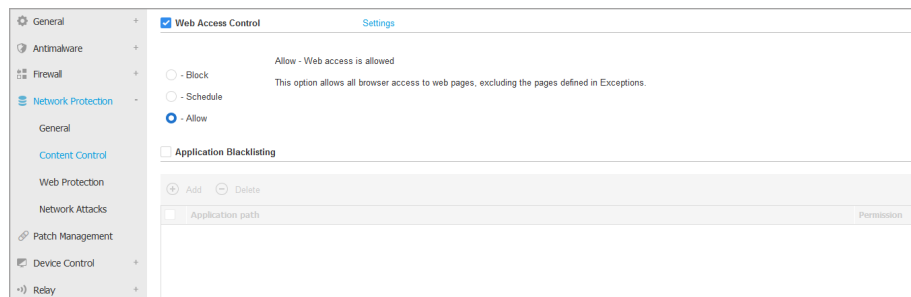 General +
Antimalware +
Firewall +
Network Protection -
General
Content Control
Web Protection
Network Attacks
Patch Management
Device Control +
Relay +
Web Access Control Settings
Allow - Web access is allowed
- Block
This option allows all browser access to web pages, excluding the pages defined in Exceptions.
- Schedule
- Allow
Application Blacklisting
Add Delete
Application path Permission